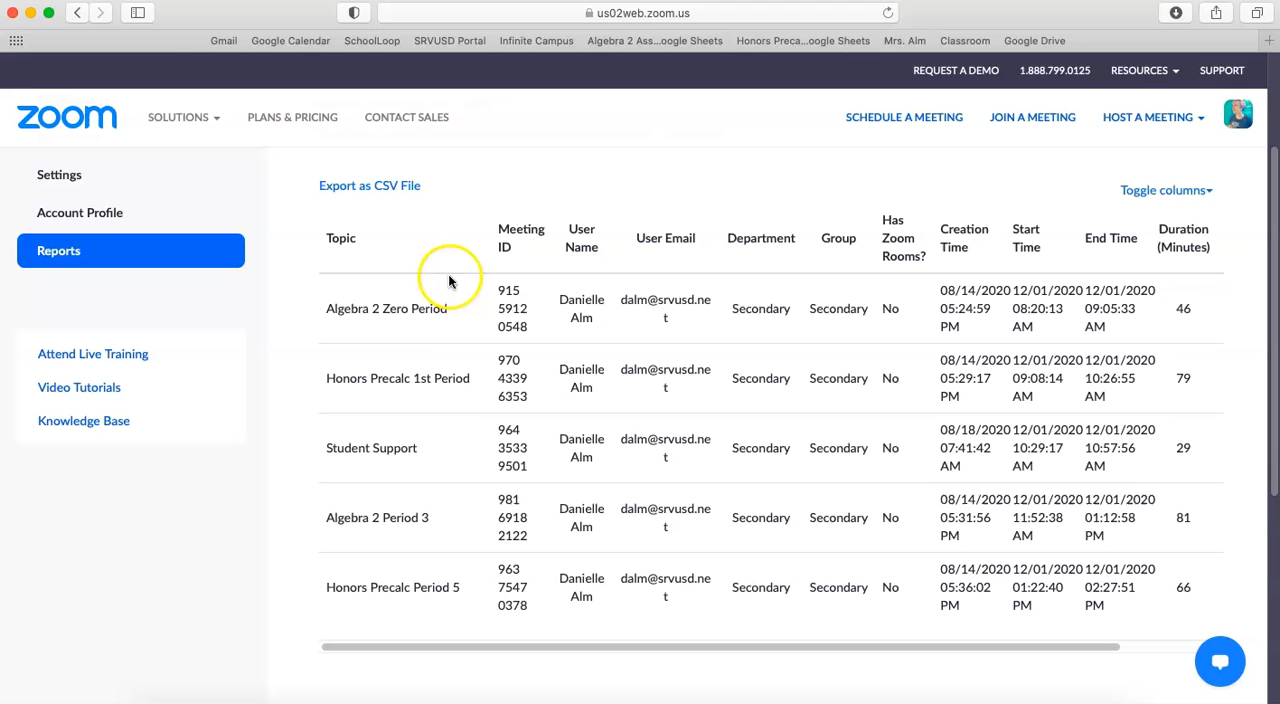 us02web.zoom.us
Gmail Google Calendar SchoolLoop SRVUSD Portal Infinite Campus Algebra 2 Ass...oogle Sheets Honors Preca...oogle Sheets Mrs. Alm Classroom Google Drive
REQUEST A DEMO 1.888.799.0125 RESOURCES SUPPORT
zoom SOLUTIONS PLANS & PRICING CONTACT SALES SCHEDULE A MEETING JOIN A MEETING HOST A MEETING
Settings
Account Profile
Reports
Attend Live Training
Video Tutorials
Knowledge Base
Export as CSV File
Toggle columns
Topic Meeting ID User Name User Email Department Group Has Zoom Rooms? Creation Time Start Time End Time Duration (Minutes)
Algebra 2 Zero Period 915 5912 0548 Danielle Alm dalm@srvusd.net Secondary Secondary No 08/14/2020 05:24:59 PM 12/01/2020 08:20:13 AM 12/01/2020 09:05:33 AM 46
Honors Precalc 1st Period 970 4339 6353 Danielle Alm dalm@srvusd.net Secondary Secondary No 08/14/2020 05:29:17 PM 12/01/2020 09:08:14 AM 12/01/2020 10:26:55 AM 79
Student Support 964 3533 9501 Danielle Alm dalm@srvusd.net Secondary Secondary No 08/18/2020 07:41:42 AM 12/01/2020 10:29:17 AM 12/01/2020 10:57:56 AM 29
Algebra 2 Period 3 981 6918 2122 Danielle Alm dalm@srvusd.net Secondary Secondary No 08/14/2020 05:31:56 PM 12/01/2020 11:52:38 AM 12/01/2020 01:12:58 PM 81
Honors Precalc Period 5 963 7547 0378 Danielle Alm dalm@srvusd.net Secondary Secondary No 08/14/2020 05:36:02 PM 12/01/2020 01:22:40 PM 12/01/2020 02:27:51 PM 66